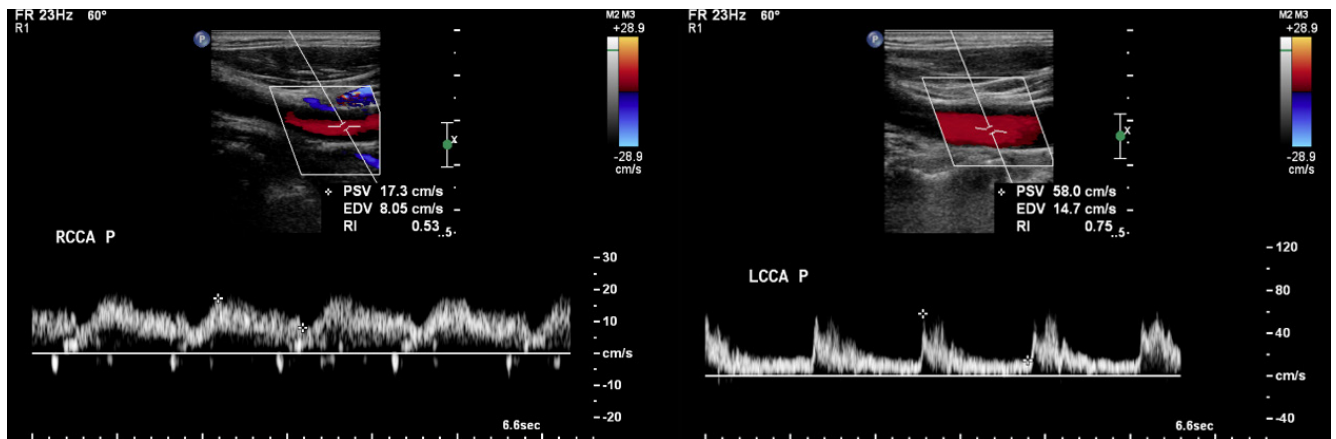 FR 23Hz 60°
R1
M2 M3
+28.9
P
X
-28.9
cm/s
PSV 17.3 cm/s
EDV 8.05 cm/s
RI 0.53
..5-
RCCA P
30
20
10
cm/s
-10
-20
6.6sec
FR 23Hz 60°
R1
M2 M3
+28.9
P
X
-28.9
cm/s
PSV 58.0 cm/s
EDV 14.7 cm/s
RI 0.75
..5-
LCCA P
120
80
40
cm/s
-40
6.6sec